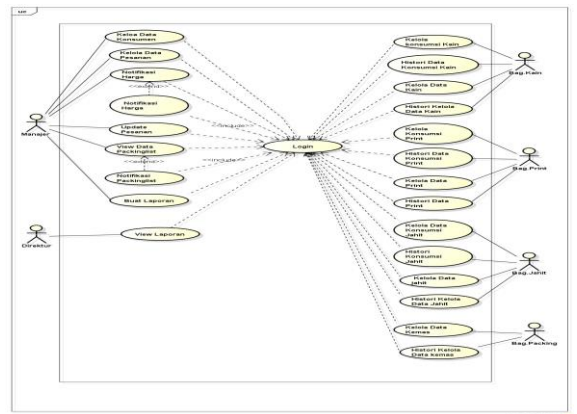 uc
Keloa Data
Konsumen
Kelola Data
Pesanan
Notifikasi
Harga
Notifikasi
Harga
Update
Pesanan
View Data
Packinglist
Notifikasi
Packinglist
Buat Laporan
View Laporan
Manajer
Direktur
Login
Kelola
konsumsi Kain
Histori Data
Konsumsi Kain
Kelola Data
Kain
Histori Kelola
Data Kain
Kelola
Konsumsi
Print
Histori Data
Konsumsi
Print
Kelola Data
Print
Histori Data
Print
Kelola Data
Konsumsi
Jahit
Histori
Konsumsi
Jahit
Kelola Data
jahit
Histori Kelola
Data Jahit
Kelola Data
Kemas
Histori Kelola
Data kemas
Bag.Kain
Bag.Print
Bag.Jahit
Bag.Packing